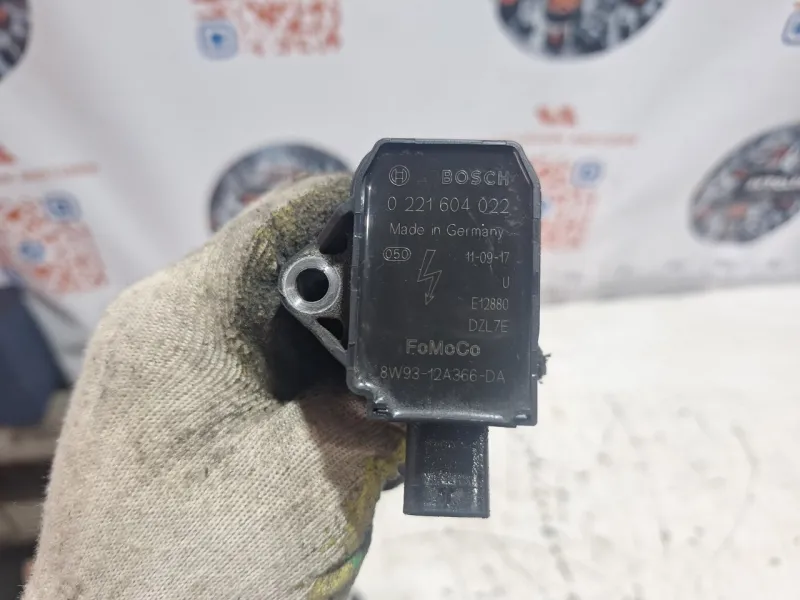 BOSCH
0 221 604 022
Made in Germany
050 11-09-17
U
E12880
DZL7E
FoMoCo
8W93-12A366-DA